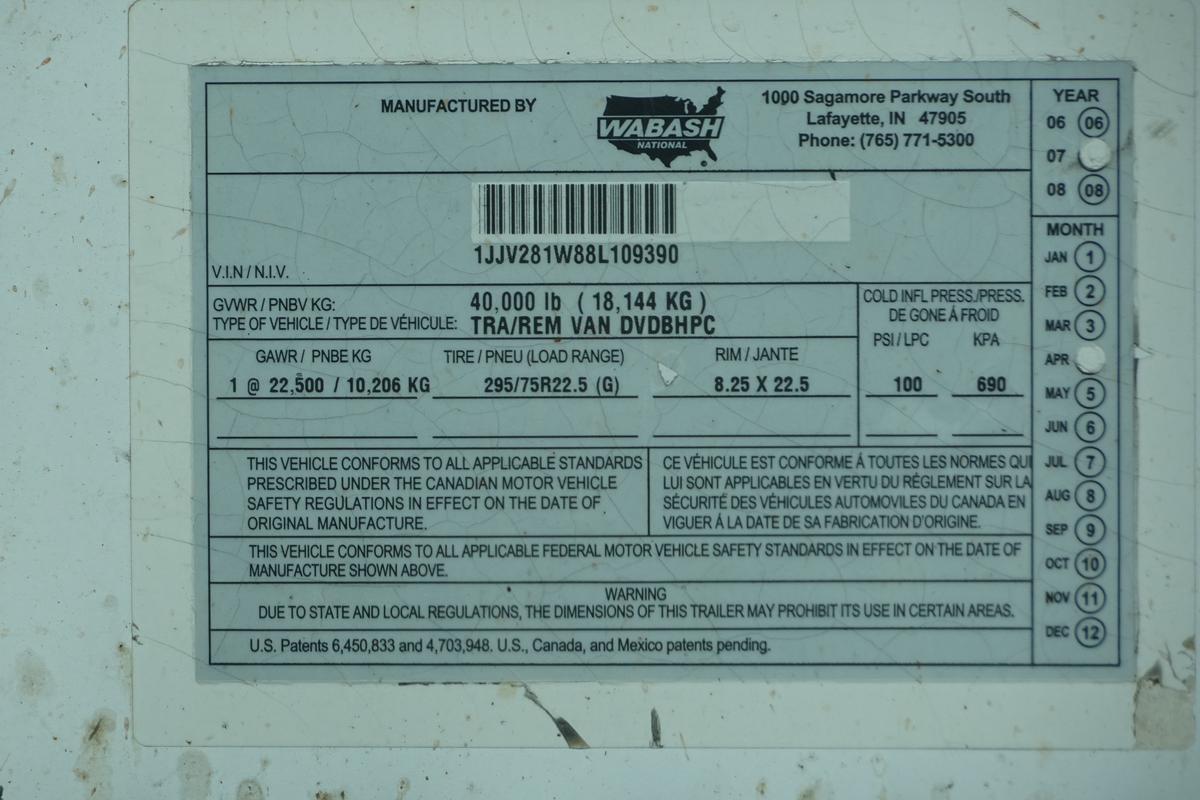 MANUFACTURED BY
WABASH
NATIONAL
1000 Sagamore Parkway South
Lafayette, IN 47905
Phone: (765) 771-5300
1JJV281W88L109390
V.I.N / N.I.V.
GVWR / PNBV KG: 40,000 lb ( 18,144 KG )
TYPE OF VEHICLE / TYPE DE VÉHICULE: TRA/REM VAN DVDBHPC
COLD INFL PRESS./PRESS.
DE GONE À FROID
PSI / LPC KPA
GAWR / PNBE KG TIRE / PNEU (LOAD RANGE) RIM / JANTE
1 @ 22,500 / 10,206 KG 295/75R22.5 (G) 8.25 X 22.5 100 690
THIS VEHICLE CONFORMS TO ALL APPLICABLE STANDARDS
PRESCRIBED UNDER THE CANADIAN MOTOR VEHICLE
SAFETY REGULATIONS IN EFFECT ON THE DATE OF
ORIGINAL MANUFACTURE.
CE VÉHICULE EST CONFORME Á TOUTES LES NORMES QUI
LUI SONT APPLICABLES EN VERTU DU RÉGLEMENT SUR LA
SÉCURITÉ DES VÉHICULES AUTOMOVILES DU CANADA EN
VIGUER Á LA DATE DE SA FABRICATION D'ORIGINE.
THIS VEHICLE CONFORMS TO ALL APPLICABLE FEDERAL MOTOR VEHICLE SAFETY STANDARDS IN EFFECT ON THE DATE OF
MANUFACTURE SHOWN ABOVE.
WARNING
DUE TO STATE AND LOCAL REGULATIONS, THE DIMENSIONS OF THIS TRAILER MAY PROHIBIT ITS USE IN CERTAIN AREAS.
U.S. Patents 6,450,833 and 4,703,948. U.S., Canada, and Mexico patents pending.
YEAR
06 06
07
08 08
MONTH
JAN 1
FEB 2
MAR 3
APR
MAY 5
JUN 6
JUL 7
AUG 8
SEP 9
OCT 10
NOV 11
DEC 12